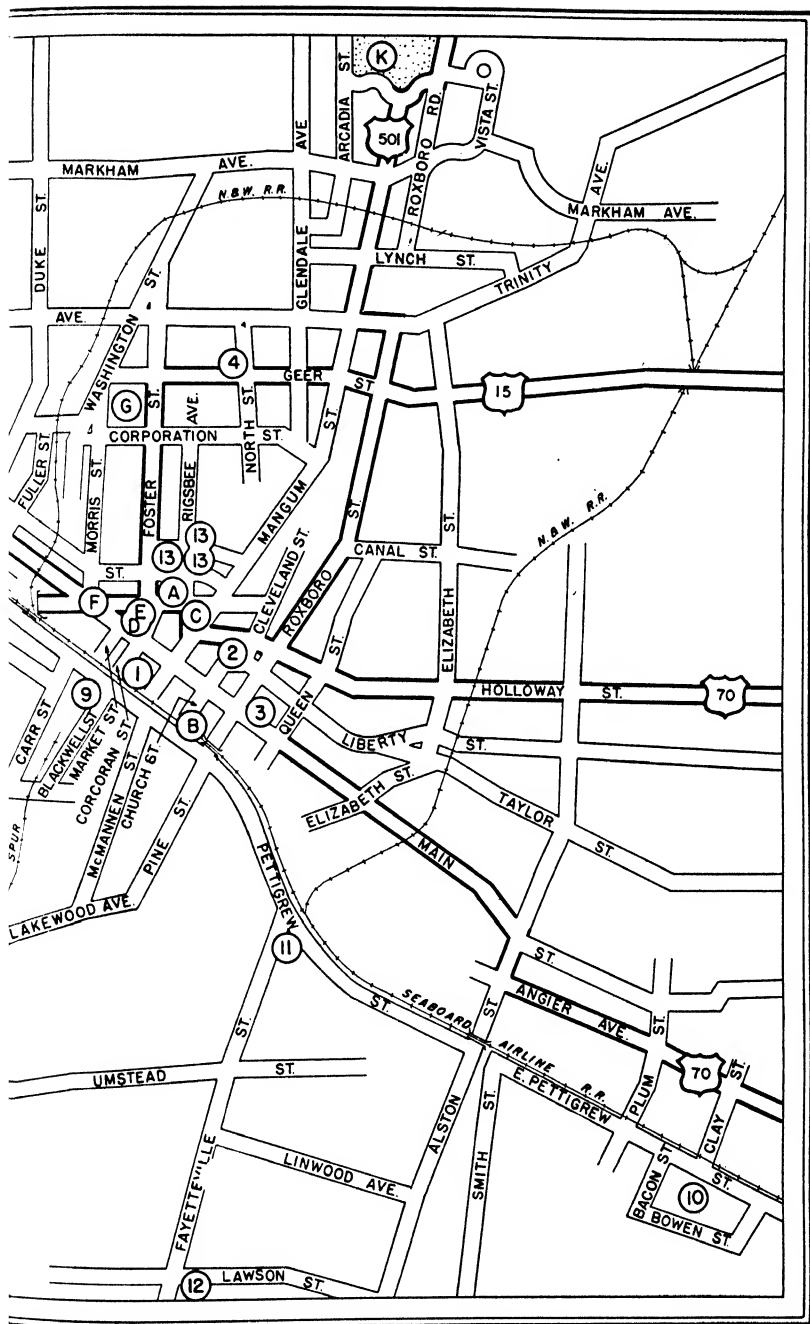 K
ST.
ARCADIA
AVE
501
RD.
ROXBORO
VISTA ST.
MARKHAM AVE.
N.&W. R.R.
DUKE ST.
GLENDALE
MARKHAM AVE.
AVE.
LYNCH ST.
TRINITY
AVE.
WASHINGTON ST.
4
GEER ST
15
G
ST.
AVE.
NORTH ST.
ST.
CORPORATION ST.
FULLER ST.
MORRIS ST.
FOSTER
RIGSBEE
MANGUM
N.&W. R.R.
13
13
13
CLEVELAND ST.
ST.
CANAL ST.
ST.
ST.
F
A
E
D
C
ROXBORO
ST.
ELIZABETH
2
1
HOLLOWAY ST.
70
9
B
3
QUEEN
LIBERTY ST.
CARR ST
BLACKWELL ST
MARKET ST.
CORCORAN ST.
McMANNEN ST.
CHURCH ST.
PINE ST.
ELIZABETH ST.
TAYLOR ST.
SPUR
MAIN
PETTIGREW
LAKEWOOD AVE.
11
ST.
ST.
SEABOARD
ST
ANGIER AVE.
ST.
ST.
AIRLINE R.R.
70
ST.
UMSTEAD ST.
E. PETTIGREW
ST.
PLUM
CLAY
ALSTON
SMITH ST.
LINWOOD AVE.
FAYETTEVILLE
BACON ST
10
BOWEN ST.
12
LAWSON ST.